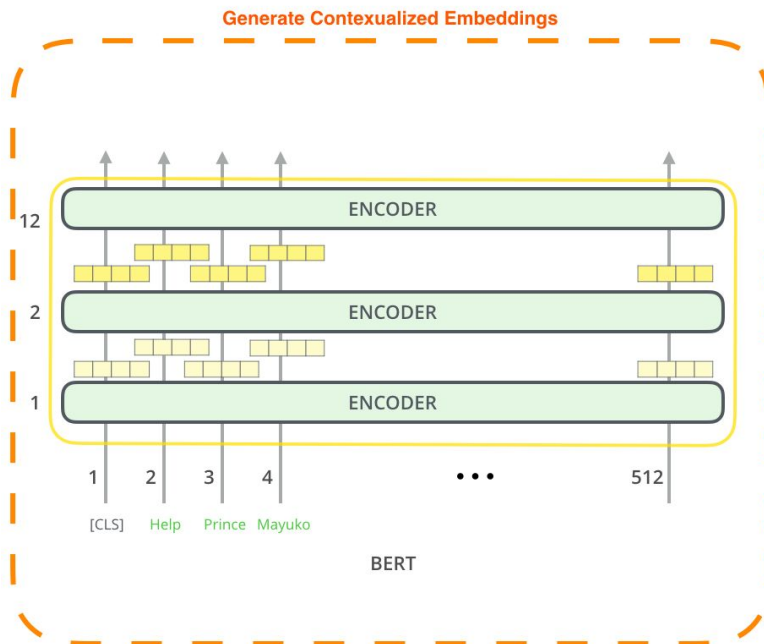 Generate Contexualized Embeddings
ENCODER
12
ENCODER
2
ENCODER
1
1 2 3 4 ••• 512
[CLS] Help Prince Mayuko
BERT